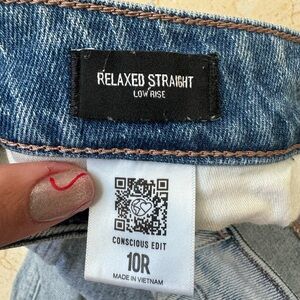 RELAXED STRAIGHT
LOW RISE
CONSCIOUS EDIT
10R
MADE IN VIETNAM